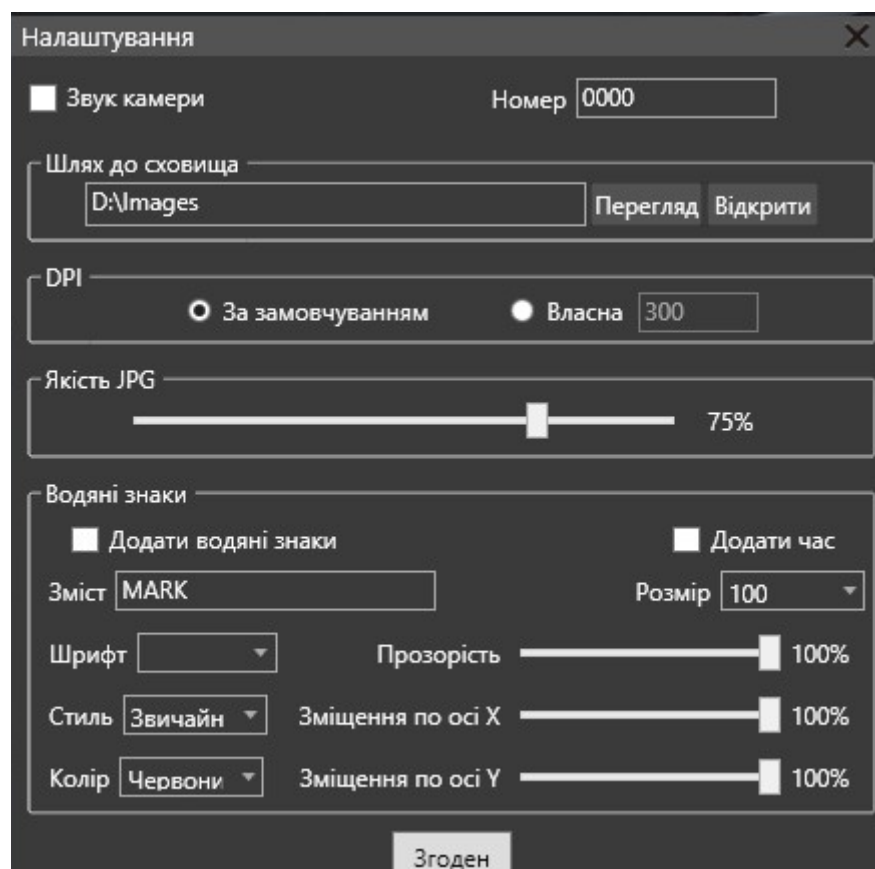 Налаштування
Звук камери Номер 0000
Шлях до сховища
D:\Images Перегляд Відкрити
DPI
За замовчуванням Власна 300
Якість JPG
75%
Водяні знаки
Додати водяні знаки Додати час
Зміст MARK Розмір 100
Шрифт Прозорість 100%
Стиль Звичайн Зміщення по осі X 100%
Колір Червони Зміщення по осі Y 100%
Згоден